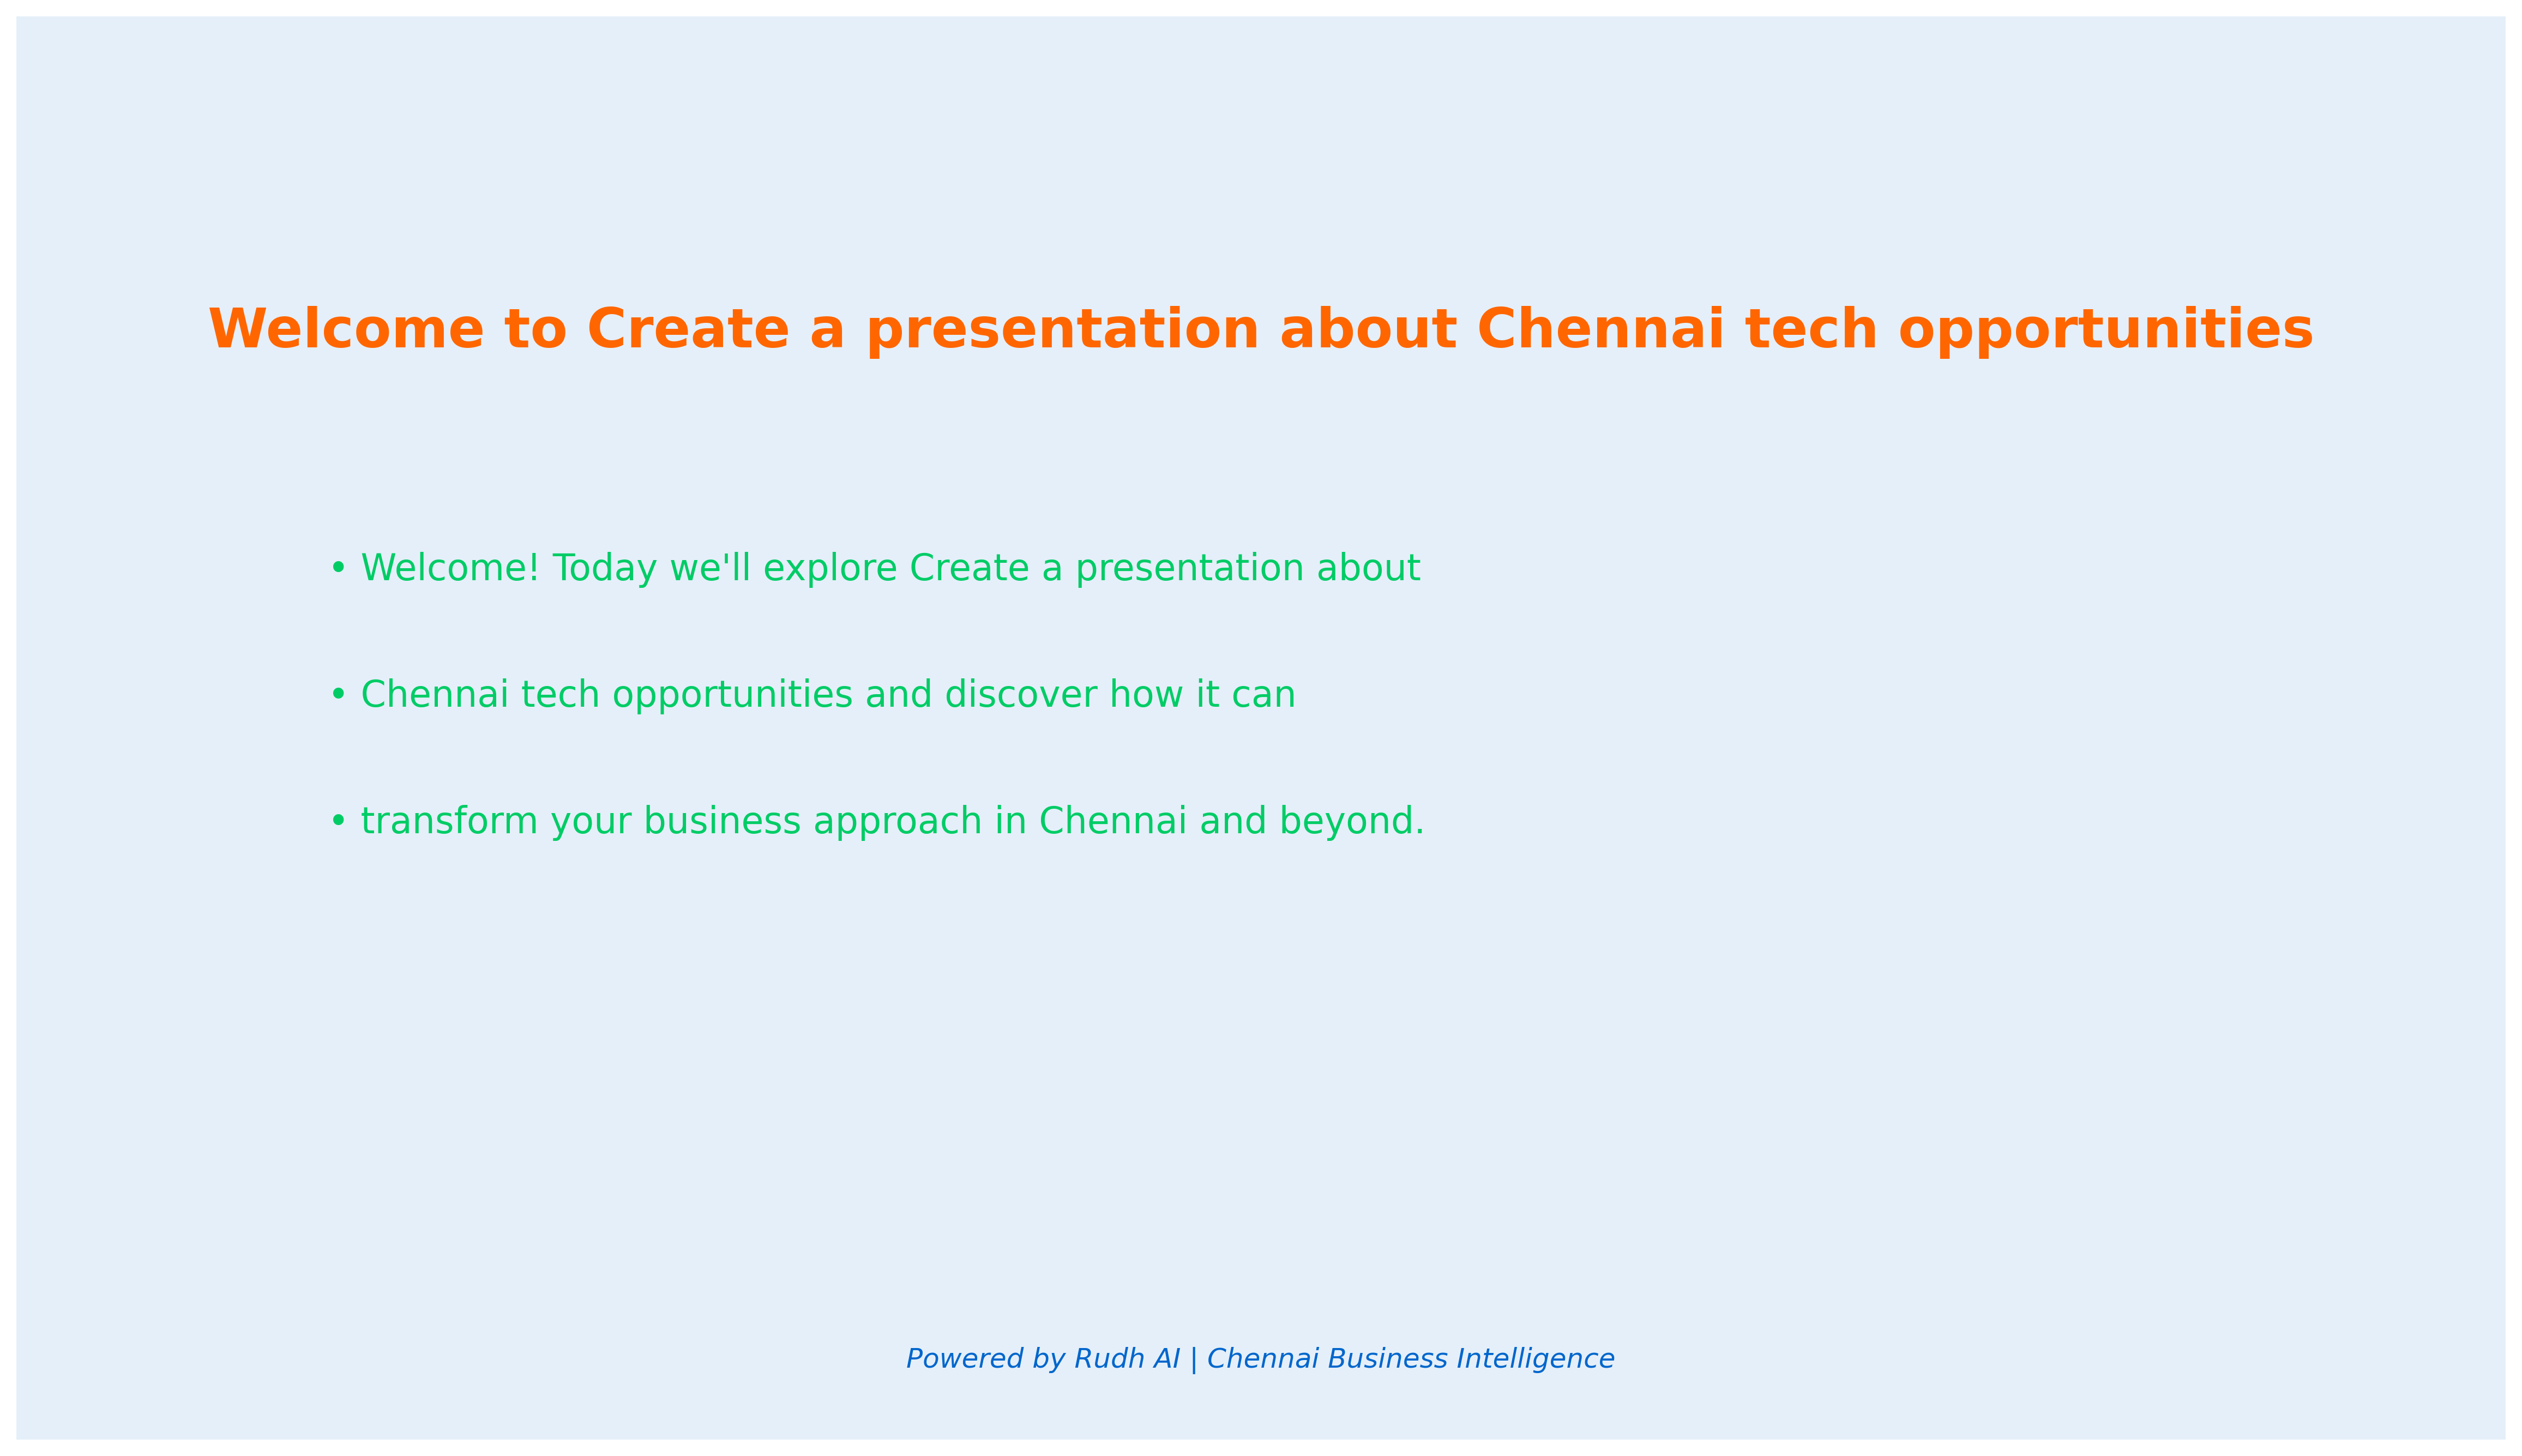 Welcome to Create a presentation about Chennai tech opportunities
• Welcome! Today we'll explore Create a presentation about
• Chennai tech opportunities and discover how it can
• transform your business approach in Chennai and beyond.
Powered by Rudh AI | Chennai Business Intelligence